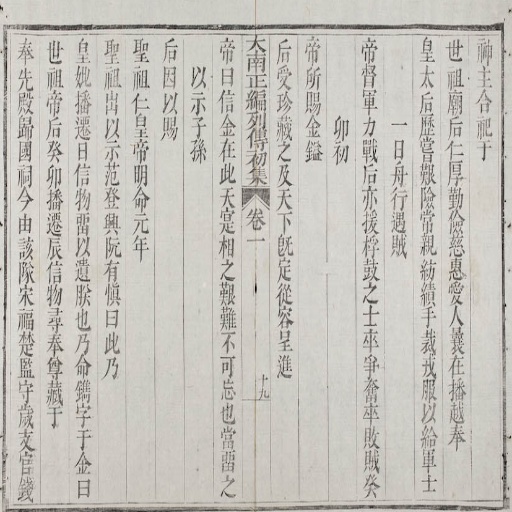 神主合祀于
世祖廟后仁厚勤儉慈惠愛人曩在播越奉
皇太后歷嘗艱險常親紡績手裁戎服以給軍士
一日舟行遇賊
帝督軍力戰后亦援桴鼓之士卒爭奮卒敗賊癸
卯初
帝所賜金鎰
后受珍藏之及天下旣定從容呈進
大南正編列傳初集 卷一 十九
帝曰信金在此天寔相之艱難不可忘也當畱之
以示子孫
后因以賜
聖祖仁皇帝明命元年
聖祖出以示范登興阮有愼曰此乃
皇妣播遷日信物畱以遺朕也乃命鐫字于金曰
世祖帝后癸卯播遷辰信物尋奉尊藏于
奉先殿歸國祠今由該隊宋福楚監守歲支官錢